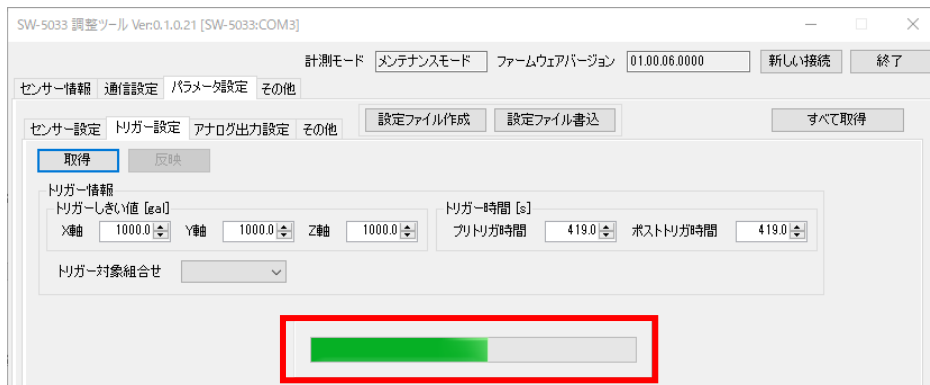 SW-5033 調整ツール Ver:0.1.0.21 [SW-5033:COM3]
計測モード メンテナンスモード ファームウェアバージョン 01.00.06.0000 新しい接続 終了
センサー情報 通信設定 パラメータ設定 その他
センサー設定 トリガー設定 アナログ出力設定 その他 設定ファイル作成 設定ファイル書込 すべて取得
取得 反映
トリガー情報
トリガーしきい値 [gal] トリガー時間 [s]
X軸 1000.0 Y軸 1000.0 Z軸 1000.0 プリトリガ時間 419.0 ポストトリガ時間 419.0
トリガー対象組合せ